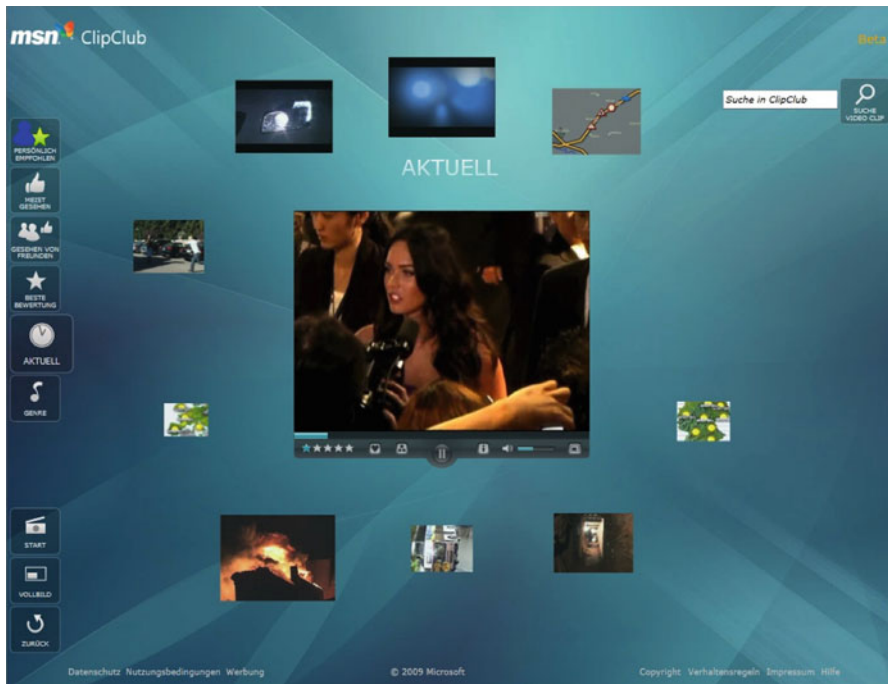 msn ClipClub
Beta
Suche in ClipClub
SUCHE
VIDEO CLIP
AKTUELL
PERSÖNLICH
EMPFOHLEN
MEIST
GESEHEN
GESEHEN VON
FREUNDEN
BESTE
BEWERTUNG
AKTUELL
GENRE
START
VOLLBILD
ZURÜCK
Datenschutz Nutzungsbedingungen Werbung
© 2009 Microsoft
Copyright Verhaltensregeln Impressum Hilfe